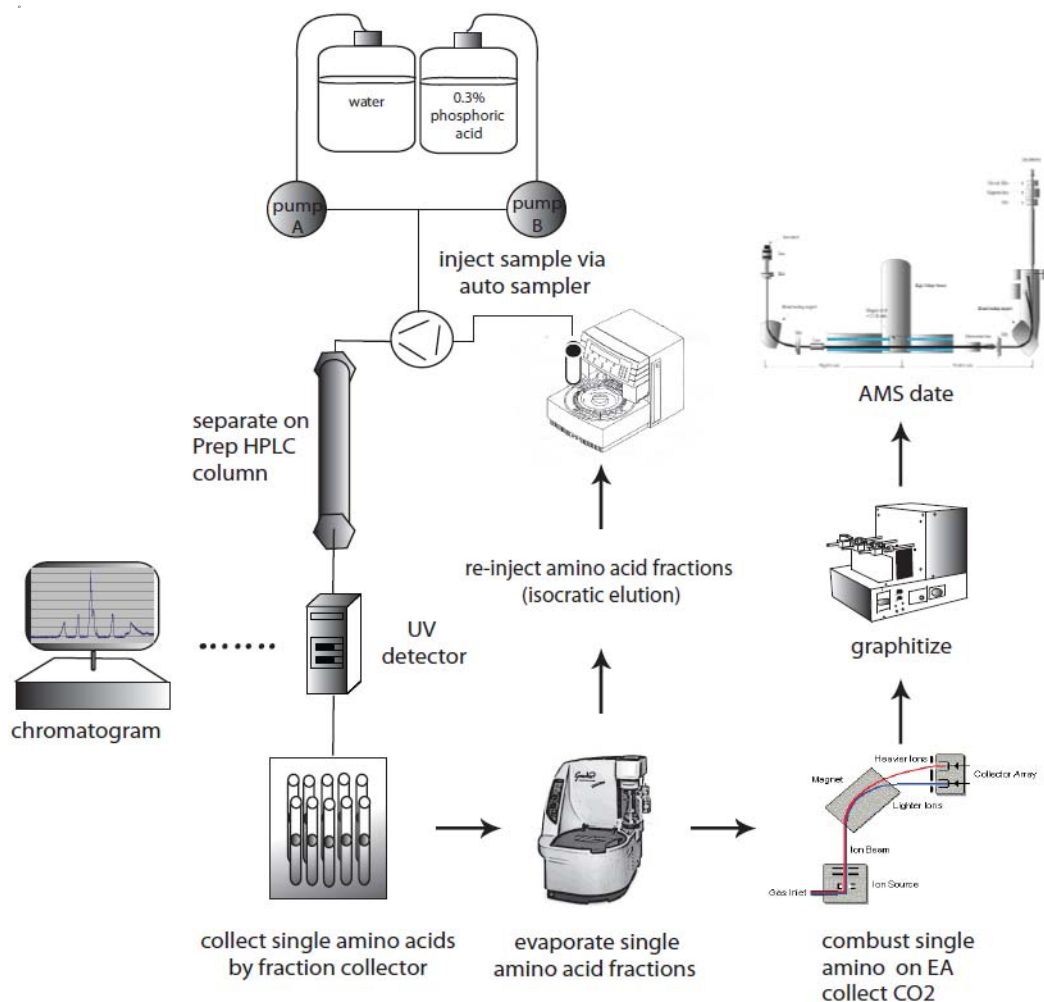 water
0.3%
phosphoric
acid
pump
A
pump
B
inject sample via
auto sampler
separate on
Prep HPLC
column
AMS date
re-inject amino acid fractions
(isocratic elution)
UV
detector
chromatogram
graphitize
Heavier Ions
Magnet
Collector Array
Lighter Ions
Ion Beam
Ion Source
Gas Inlet
collect single amino acids
by fraction collector
evaporate single
amino acid fractions
combust single
amino on EA
collect CO2